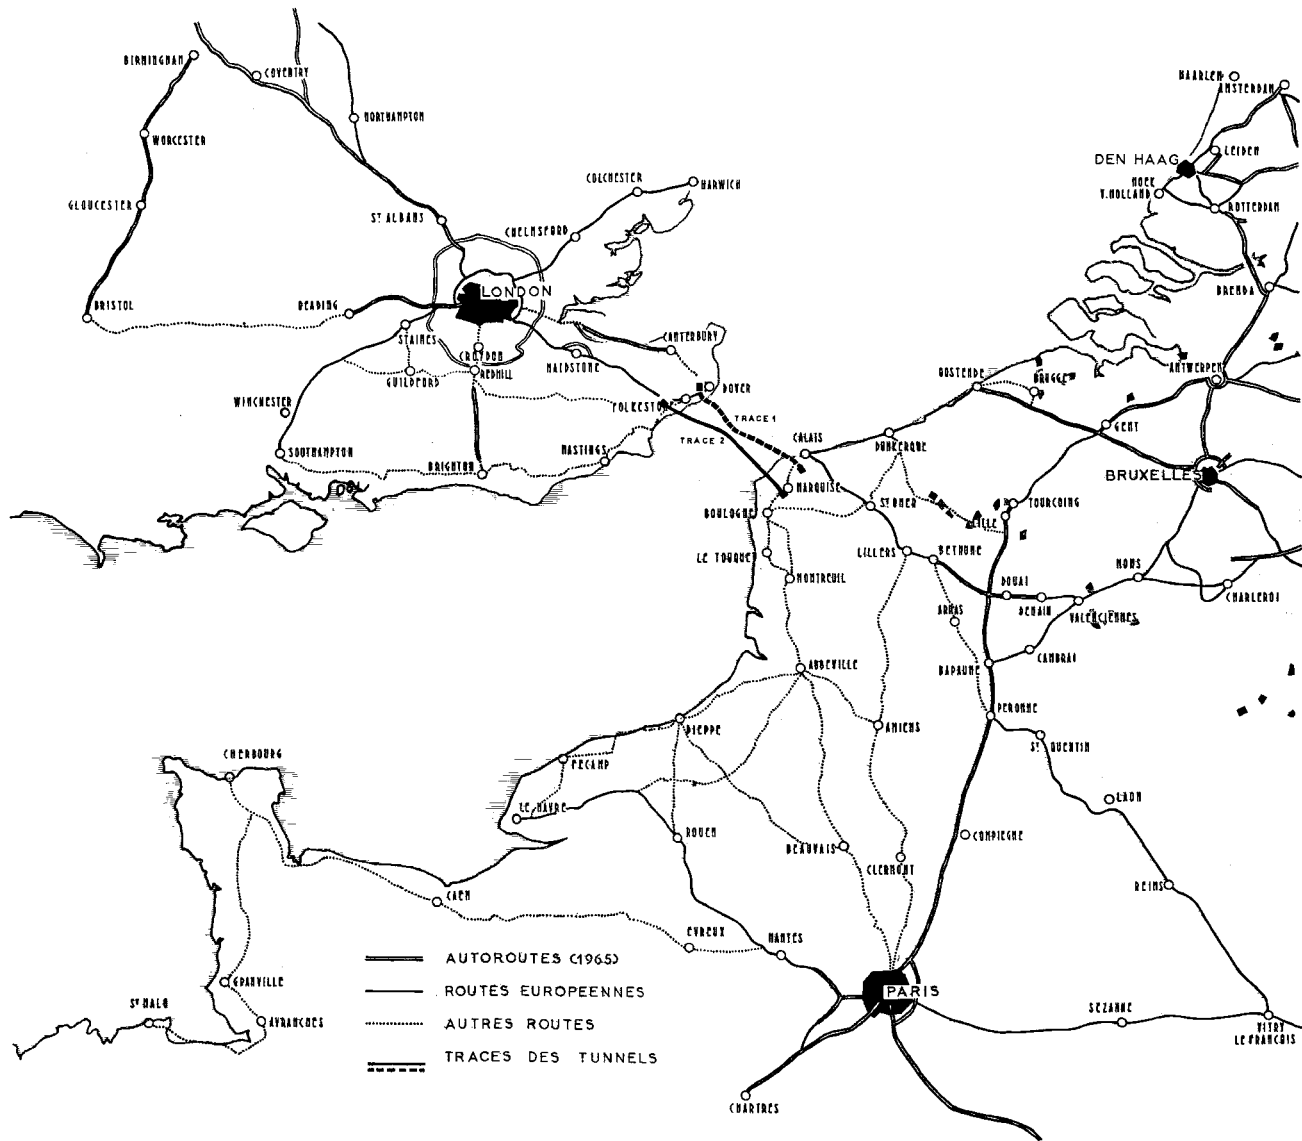 BIRMINGHAM
COVENTRY
HAARLEM
AMSTERDAM
NORTHAMPTON
WORCESTER
LEIDEN
DEN HAAG
HOEK
V.HOLLAND
COLCHESTER
HARWICH
GLOUCESTER
ROTTERDAM
ST ALBANS
CHELMSFORD
LONDON
BREDA
BRISTOL
READING
STAINES
CANTERBURY
CROYDON
REDHILL
MAIDSTONE
GUILDFORD
OSTENDE
BRUGGE
ANTWERPEN
DOVER
WINCHESTER
FOLKESTON
TRACE 1
TRACE 2
CALAIS
DUNKERQUE
GENT
SOUTHAMPTON
BRIGHTON
HASTINGS
BRUXELLES
MARQUISE
BOULOGNE
ST OMER
LILLE
TOURCOING
LE TOUQUET
LILLERS
BETHUNE
MONTREUIL
DOUAI
DENAIN
VALENCIENNES
MONS
CHARLEROI
ARRAS
BAPAUME
CAMBRAI
ABBEVILLE
PERONNE
DIEPPE
AMIENS
ST QUENTIN
CHERBOURG
FECAMP
LE HAVRE
LAON
ROUEN
COMPIEGNE
BEAUVAIS
CLERMONT
REIMS
CAEN
EVREUX
MANTES
AUTOROUTES (1965)
ROUTES EUROPEENNES
AUTRES ROUTES
TRACES DES TUNNELS
GRANVILLE
PARIS
ST MALO
AVRANCHES
SEZANNE
VITRY
LE FRANCOIS
CHARTRES